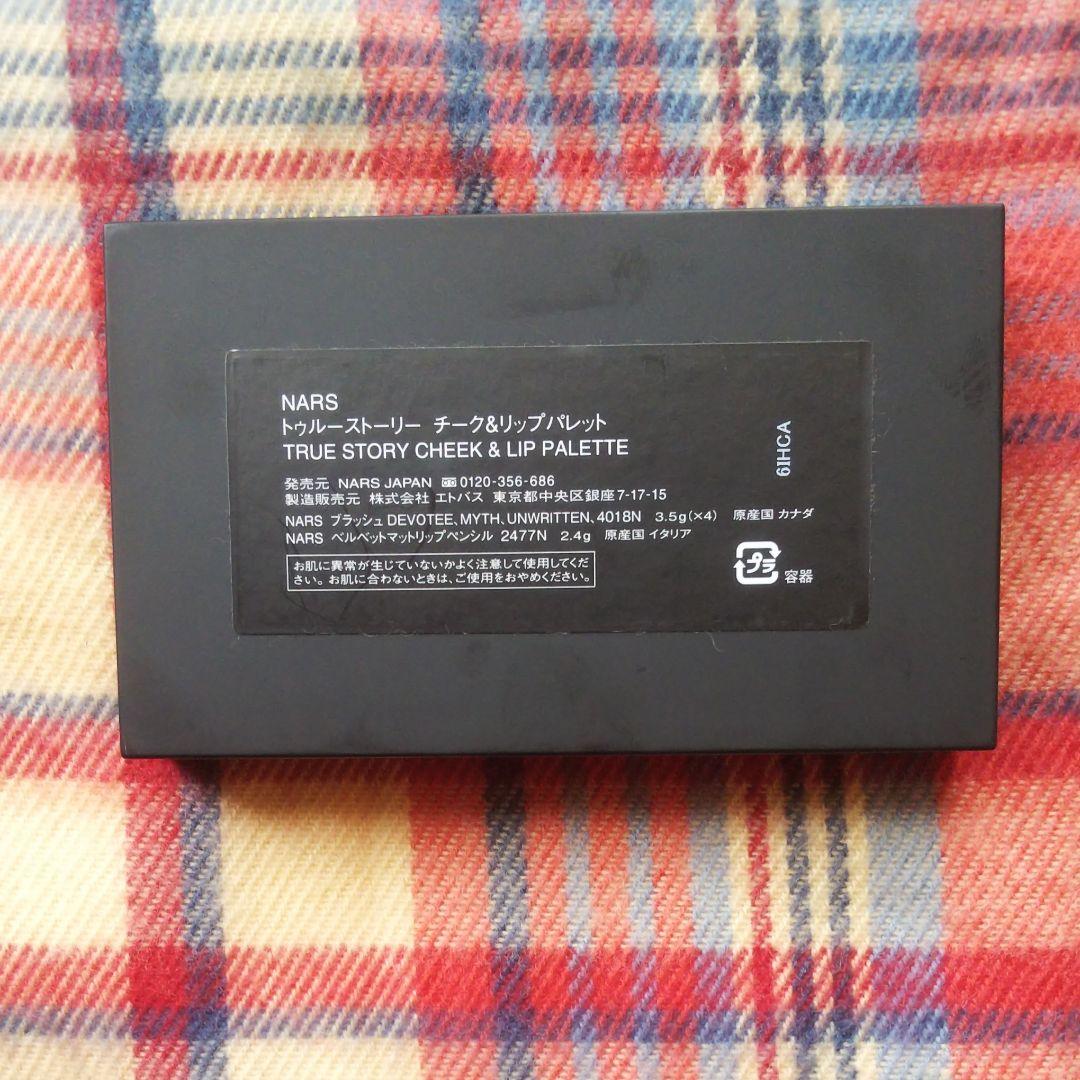 NARS
トゥルーストーリー チーク&リップパレット
TRUE STORY CHEEK & LIP PALETTE
発売元 NARS JAPAN 0120-356-686
製造販売元 株式会社 エトバス 東京都中央区銀座7-17-15
NARS ブラッシュ DEVOTEE、MYTH、UNWRITTEN、4018N 3.5g(×4) 原産国 カナダ
NARS ベルベットマットリップペンシル 2477N 2.4g 原産国 イタリア
お肌に異常が生じていないかよく注意して使用してくだ
さい。お肌に合わないときは、ご使用をおやめください。
プラ
容器
6IHCA